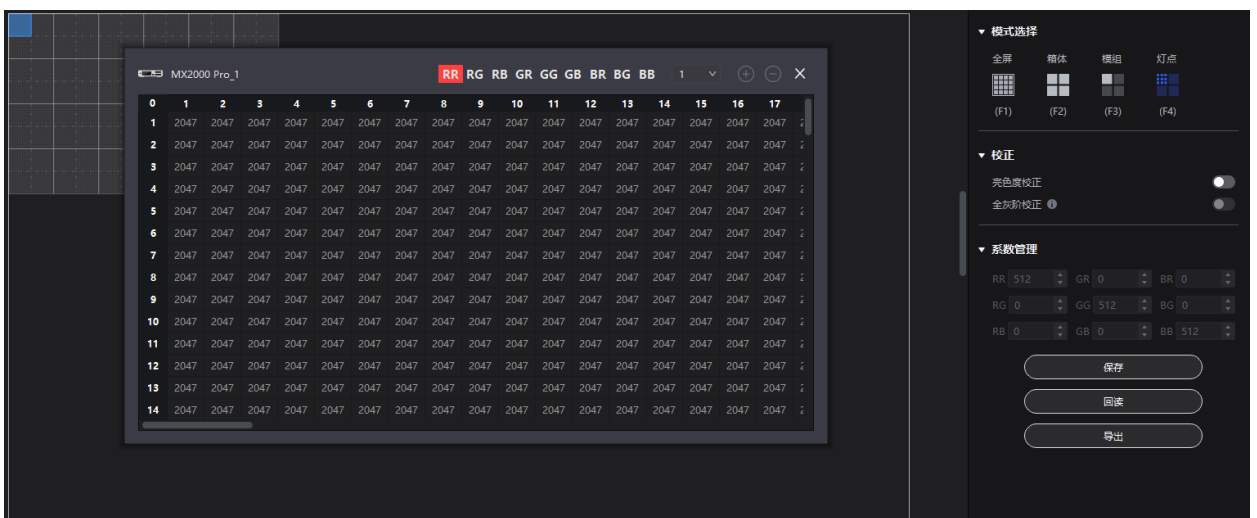 MX2000 Pro_1 RR RG RB GR GG GB BR BG BB 1
0 1 2 3 4 5 6 7 8 9 10 11 12 13 14 15 16 17
1 2047 2047 2047 2047 2047 2047 2047 2047 2047 2047 2047 2047 2047 2047 2047 2047 2047 2
2 2047 2047 2047 2047 2047 2047 2047 2047 2047 2047 2047 2047 2047 2047 2047 2047 2047 2
3 2047 2047 2047 2047 2047 2047 2047 2047 2047 2047 2047 2047 2047 2047 2047 2047 2047 2
4 2047 2047 2047 2047 2047 2047 2047 2047 2047 2047 2047 2047 2047 2047 2047 2047 2047 2
5 2047 2047 2047 2047 2047 2047 2047 2047 2047 2047 2047 2047 2047 2047 2047 2047 2047 2
6 2047 2047 2047 2047 2047 2047 2047 2047 2047 2047 2047 2047 2047 2047 2047 2047 2047 2
7 2047 2047 2047 2047 2047 2047 2047 2047 2047 2047 2047 2047 2047 2047 2047 2047 2047 2
8 2047 2047 2047 2047 2047 2047 2047 2047 2047 2047 2047 2047 2047 2047 2047 2047 2047 2
9 2047 2047 2047 2047 2047 2047 2047 2047 2047 2047 2047 2047 2047 2047 2047 2047 2047 2
10 2047 2047 2047 2047 2047 2047 2047 2047 2047 2047 2047 2047 2047 2047 2047 2047 2047 2
11 2047 2047 2047 2047 2047 2047 2047 2047 2047 2047 2047 2047 2047 2047 2047 2047 2047 2
12 2047 2047 2047 2047 2047 2047 2047 2047 2047 2047 2047 2047 2047 2047 2047 2047 2047 2
13 2047 2047 2047 2047 2047 2047 2047 2047 2047 2047 2047 2047 2047 2047 2047 2047 2047 2
14 2047 2047 2047 2047 2047 2047 2047 2047 2047 2047 2047 2047 2047 2047 2047 2047 2047 2
模式选择
全屏 箱体 模组 灯点
(F1) (F2) (F3) (F4)
校正
亮色度校正
全灰阶校正
系数管理
RR 512 GR 0 BR 0
RG 0 GG 512 BG 0
RB 0 GB 0 BB 512
保存
回读
导出